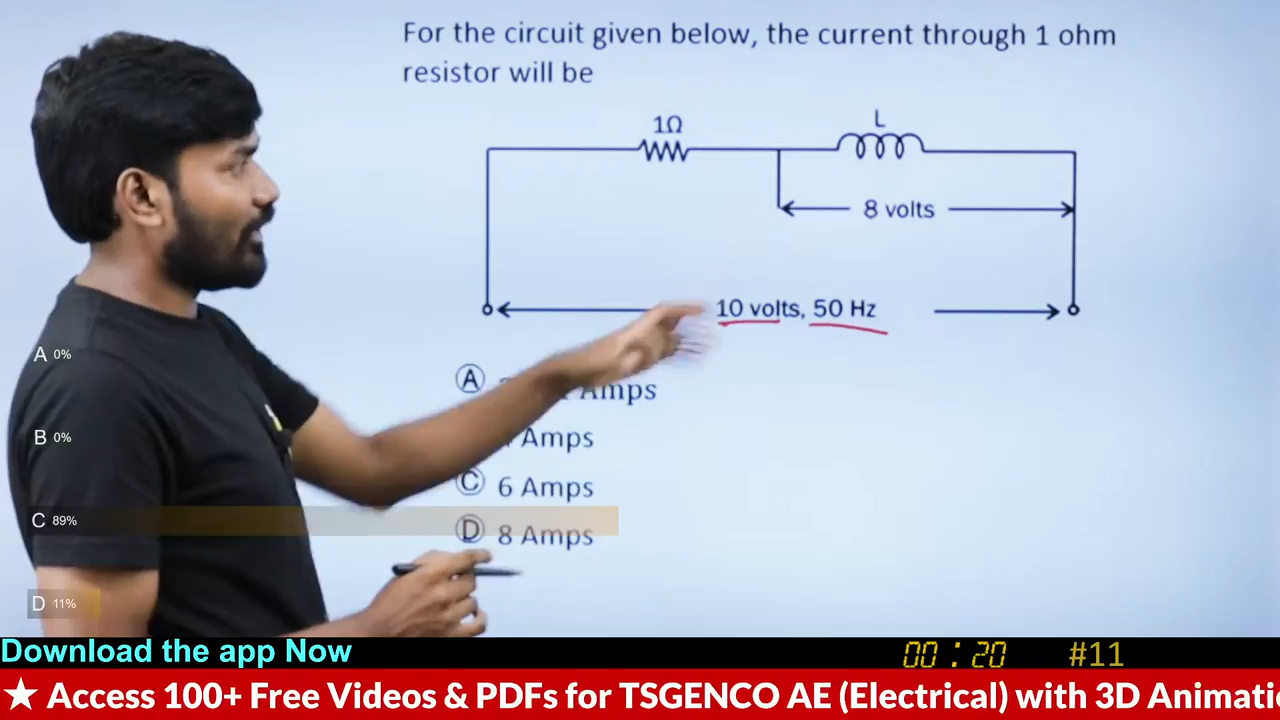 For the circuit given below, the current through 1 ohm
resistor will be
1Ω
L
8 volts
10 volts, 50 Hz
A Amps
Amps
C 6 Amps
D 8 Amps
A 0%
B 0%
C 89%
D 11%
Download the app Now
00:20 #11
★ Access 100+ Free Videos & PDFs for TSGENCO AE (Electrical) with 3D